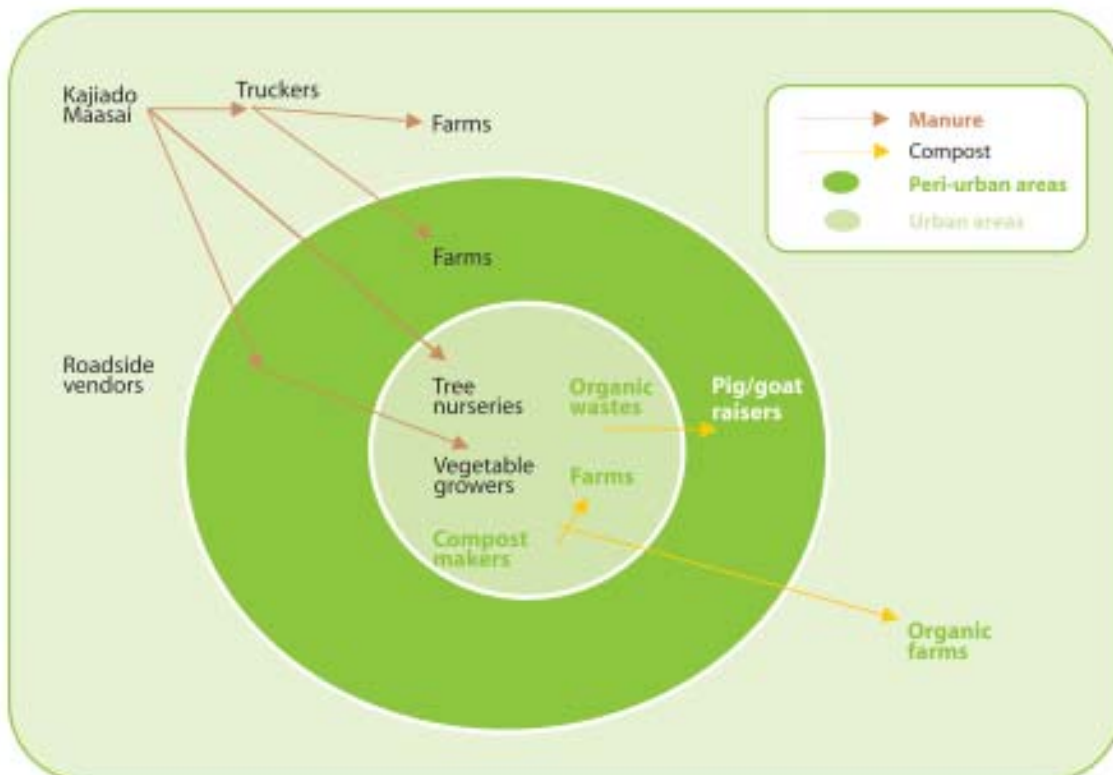 Kajiado
Maasai
Truckers
Farms
Manure
Compost
Peri-urban areas
Urban areas
Farms
Roadside
vendors
Tree
nurseries
Organic
wastes
Pig/goat
raisers
Vegetable
growers
Farms
Compost
makers
Organic
farms